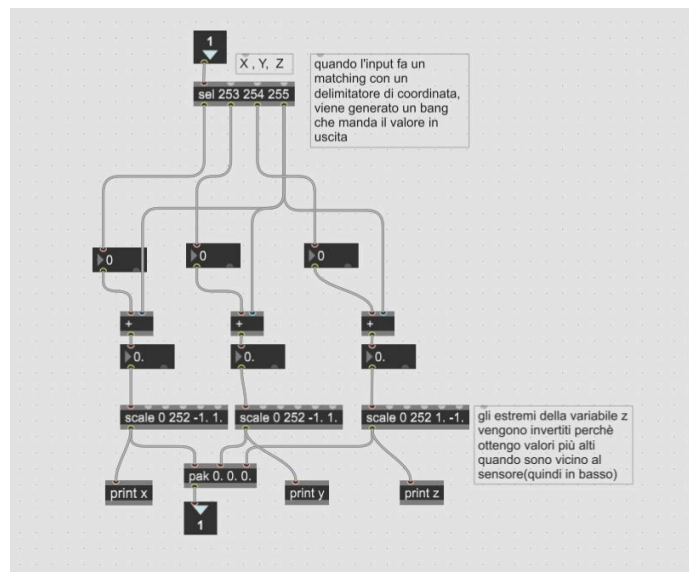 1
X , Y, Z
quando l'input fa un
matching con un
delimitatore di coordinata,
viene generato un bang
che manda il valore in
uscita
sel 253 254 255
0
0
0
+
+
+
0.
0.
0.
scale 0 252 -1. 1.
scale 0 252 -1. 1.
scale 0 252 1. -1.
gli estremi della variabile z
vengono invertiti perchè
ottengo valori più alti
quando sono vicino al
sensore(quindi in basso)
pak 0. 0. 0.
print x
print y
print z
1